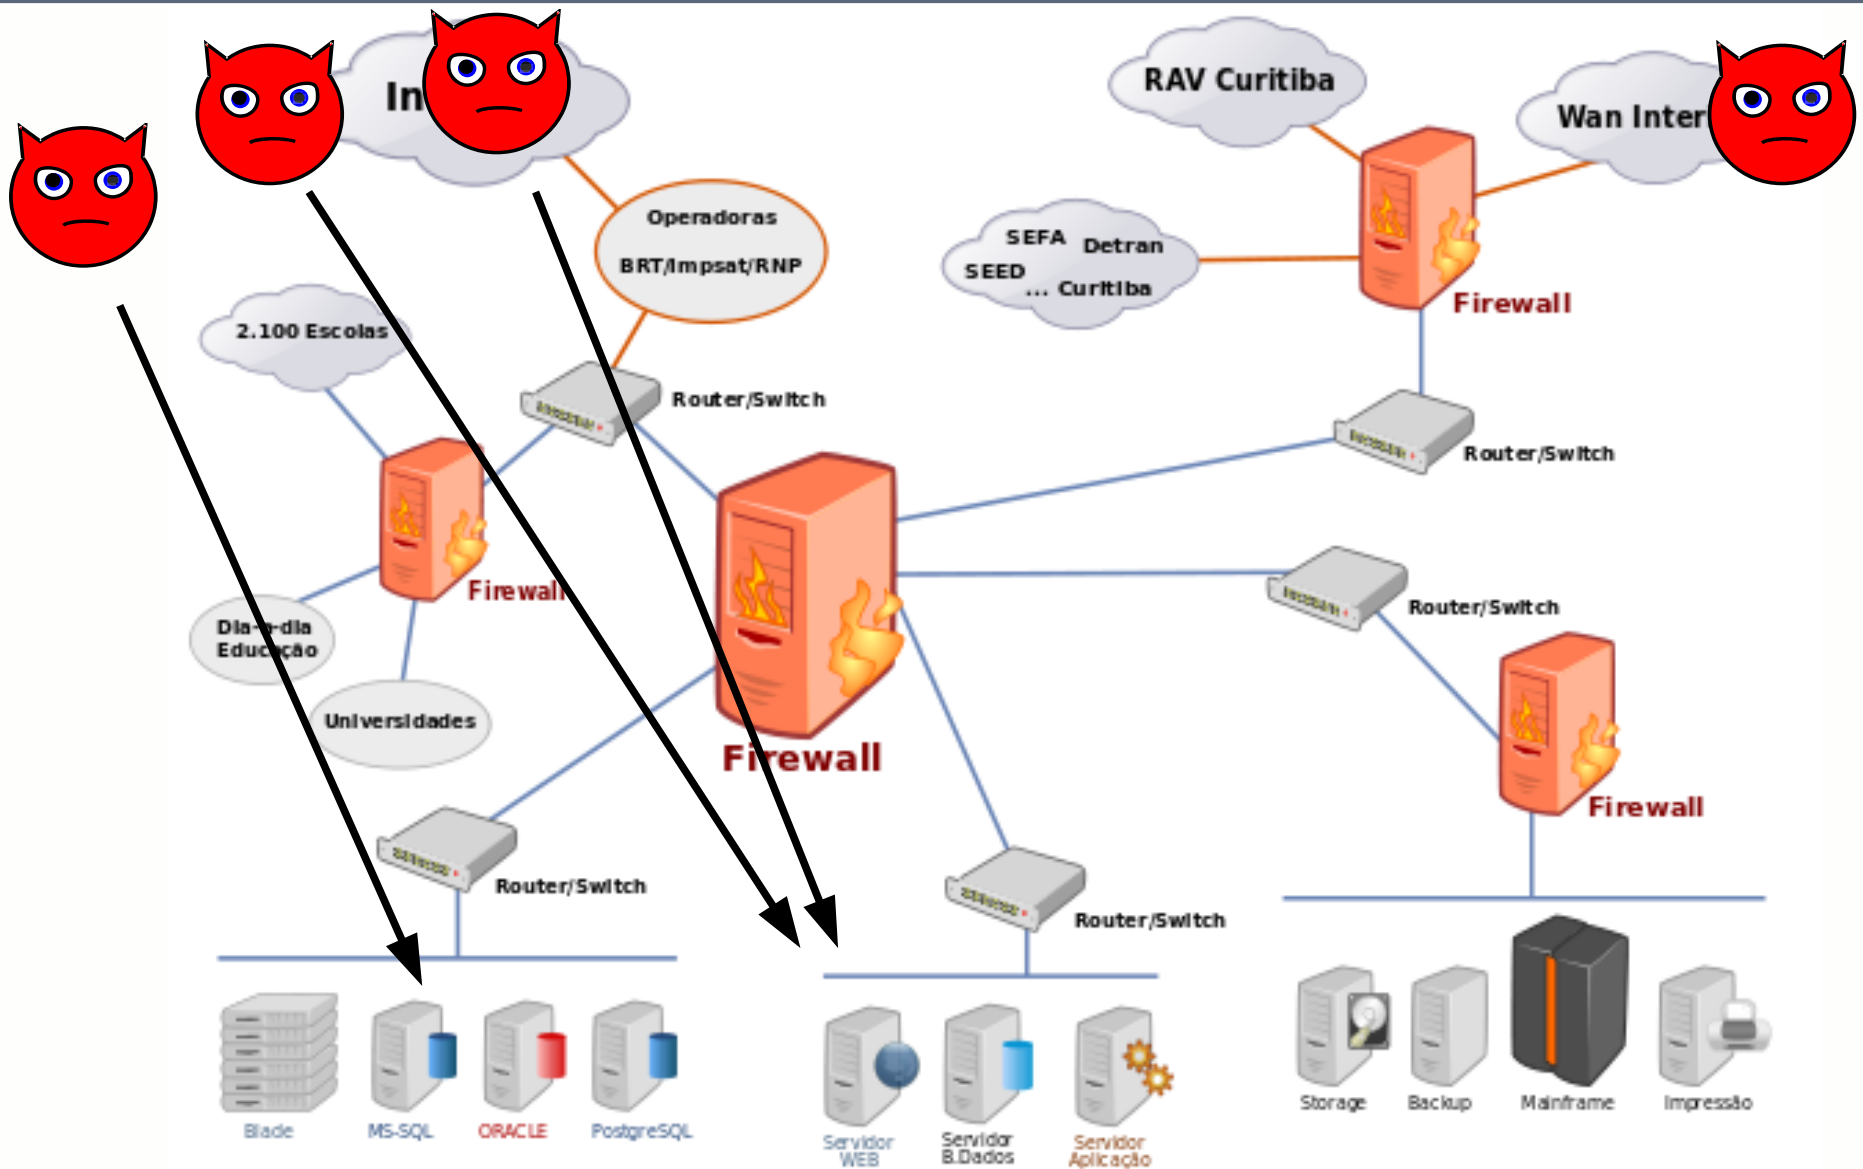 In
RAV Curitiba
Wan Inter
Operadoras
BRT/Impsat/RNP
SEFA Detran
SEED
... Curitiba
Firewall
2.100 Escolas
Router/Switch
Router/Switch
Firewall
Router/Switch
Dia-a-dia
Educação
Universidades
Firewall
Firewall
Router/Switch
Router/Switch
Storage
Backup
Mainframe
Impressão
Blade
MS-SQL
ORACLE
PostgreSQL
Servidor
WEB
Servidor
B.Dados
Servidor
Aplicação